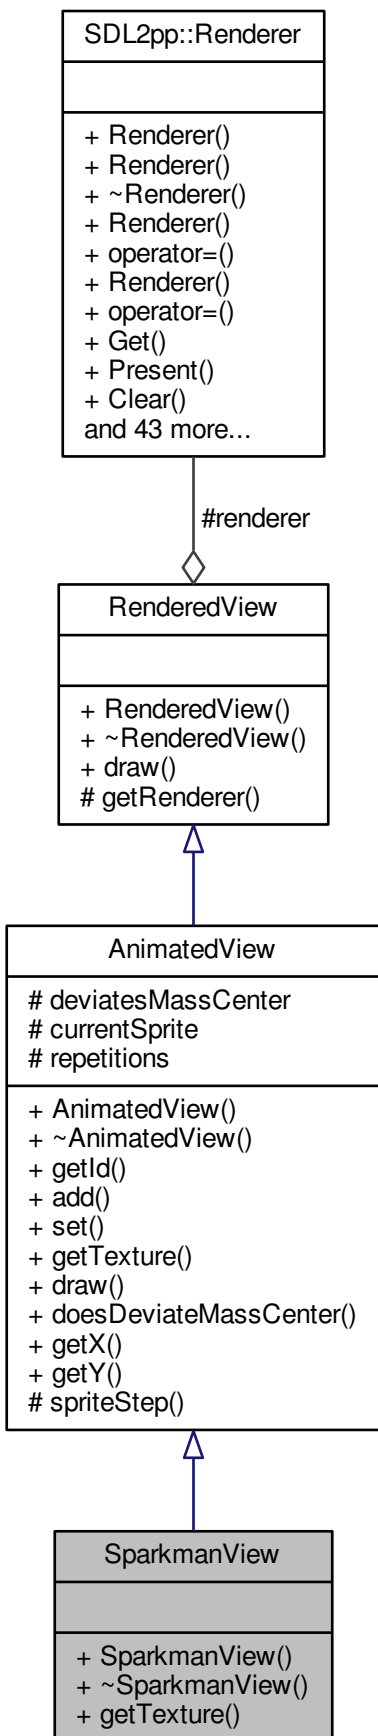 SDL2pp::Renderer
+ Renderer()
+ Renderer()
+ ~Renderer()
+ Renderer()
+ operator=()
+ Renderer()
+ operator=()
+ Get()
+ Present()
+ Clear()
and 43 more...
#renderer
RenderedView
+ RenderedView()
+ ~RenderedView()
+ draw()
# getRenderer()
AnimatedView
# deviatesMassCenter
# currentSprite
# repetitions
+ AnimatedView()
+ ~AnimatedView()
+ getId()
+ add()
+ set()
+ getTexture()
+ draw()
+ doesDeviateMassCenter()
+ getX()
+ getY()
# spriteStep()
SparkmanView
+ SparkmanView()
+ ~SparkmanView()
+ getTexture()